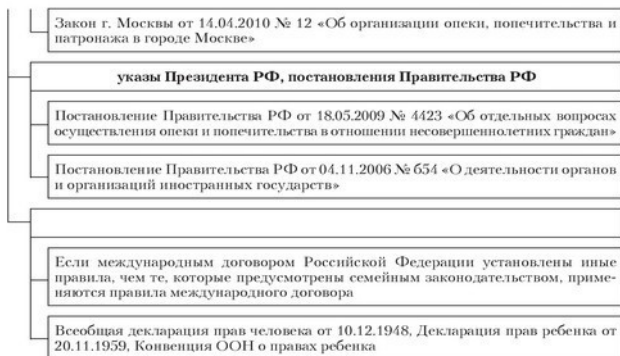 Закон г. Москвы от 14.04.2010 № 12 «Об организации опеки, попечительства и
патронажа в городе Москве»
указы Президента РФ, постановления Правительства РФ
Постановление Правительства РФ от 18.05.2009 № 4423 «Об отдельных вопросах
осуществления опеки и попечительства в отношении несовершеннолетних граждан»
Постановление Правительства РФ от 04.11.2006 № 654 «О деятельности органов
и организаций иностранных государств»
Если международным договором Российской Федерации установлены иные
правила, чем те, которые предусмотрены семейным законодательством, приме-
няются правила международного договора
Всеобщая декларация прав человека от 10.12.1948, Декларация прав ребенка от
20.11.1959, Конвенция ООН о правах ребенка